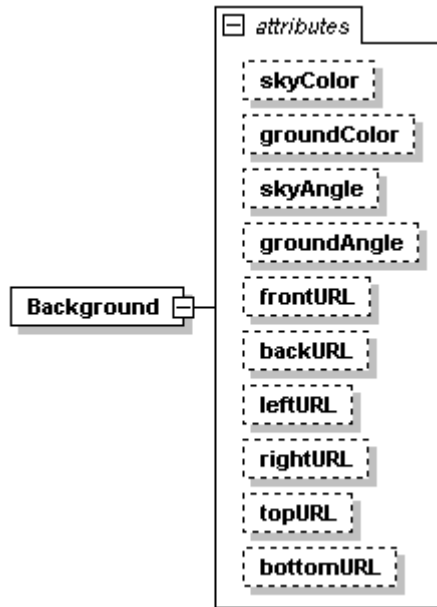 attributes
skyColor
groundColor
skyAngle
groundAngle
Background
frontURL
backURL
leftURL
rightURL
topURL
bottomURL